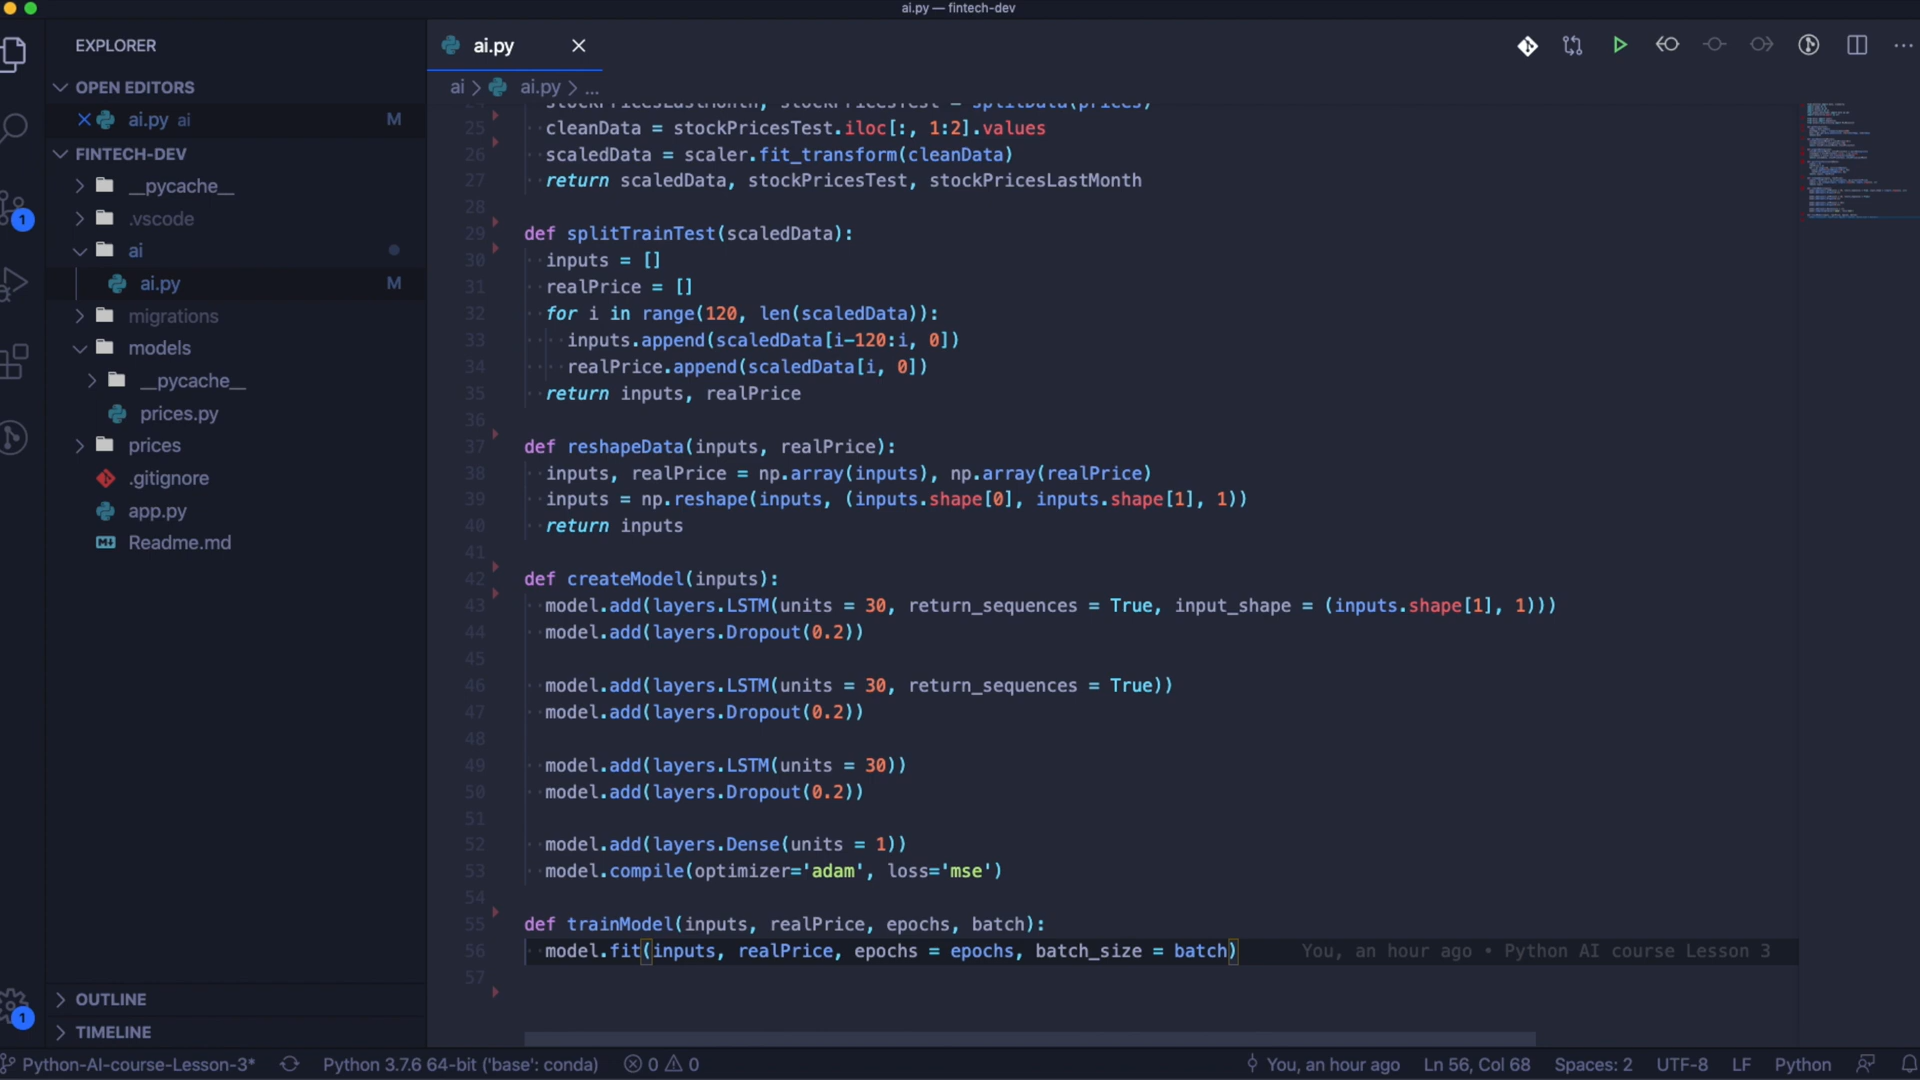 ai.py — fintech-dev
EXPLORER
OPEN EDITORS
ai.py ai M
FINTECH-DEV
__pycache__
.vscode
ai
ai.py M
migrations
models
__pycache__
prices.py
prices
.gitignore
app.py
Readme.md
OUTLINE
TIMELINE
1
1
ai.py
ai > ai.py > ...
24 stockPricesLastMonth, stockPricesTest = splitData(prices)
25 cleanData = stockPricesTest.iloc[:, 1:2].values
26 scaledData = scaler.fit_transform(cleanData)
27 return scaledData, stockPricesTest, stockPricesLastMonth
28
29 def splitTrainTest(scaledData):
30 inputs = []
31 realPrice = []
32 for i in range(120, len(scaledData)):
33 inputs.append(scaledData[i-120:i, 0])
34 realPrice.append(scaledData[i, 0])
35 return inputs, realPrice
36
37 def reshapeData(inputs, realPrice):
38 inputs, realPrice = np.array(inputs), np.array(realPrice)
39 inputs = np.reshape(inputs, (inputs.shape[0], inputs.shape[1], 1))
40 return inputs
41
42 def createModel(inputs):
43 model.add(layers.LSTM(units = 30, return_sequences = True, input_shape = (inputs.shape[1], 1)))
44 model.add(layers.Dropout(0.2))
45
46 model.add(layers.LSTM(units = 30, return_sequences = True))
47 model.add(layers.Dropout(0.2))
48
49 model.add(layers.LSTM(units = 30))
50 model.add(layers.Dropout(0.2))
51
52 model.add(layers.Dense(units = 1))
53 model.compile(optimizer='adam', loss='mse')
54
55 def trainModel(inputs, realPrice, epochs, batch):
56 model.fit(inputs, realPrice, epochs = epochs, batch_size = batch) You, an hour ago • Python AI course Lesson 3
57
Python-AI-course-Lesson-3* Python 3.7.6 64-bit ('base': conda) 0 0 You, an hour ago Ln 56, Col 68 Spaces: 2 UTF-8 LF Python